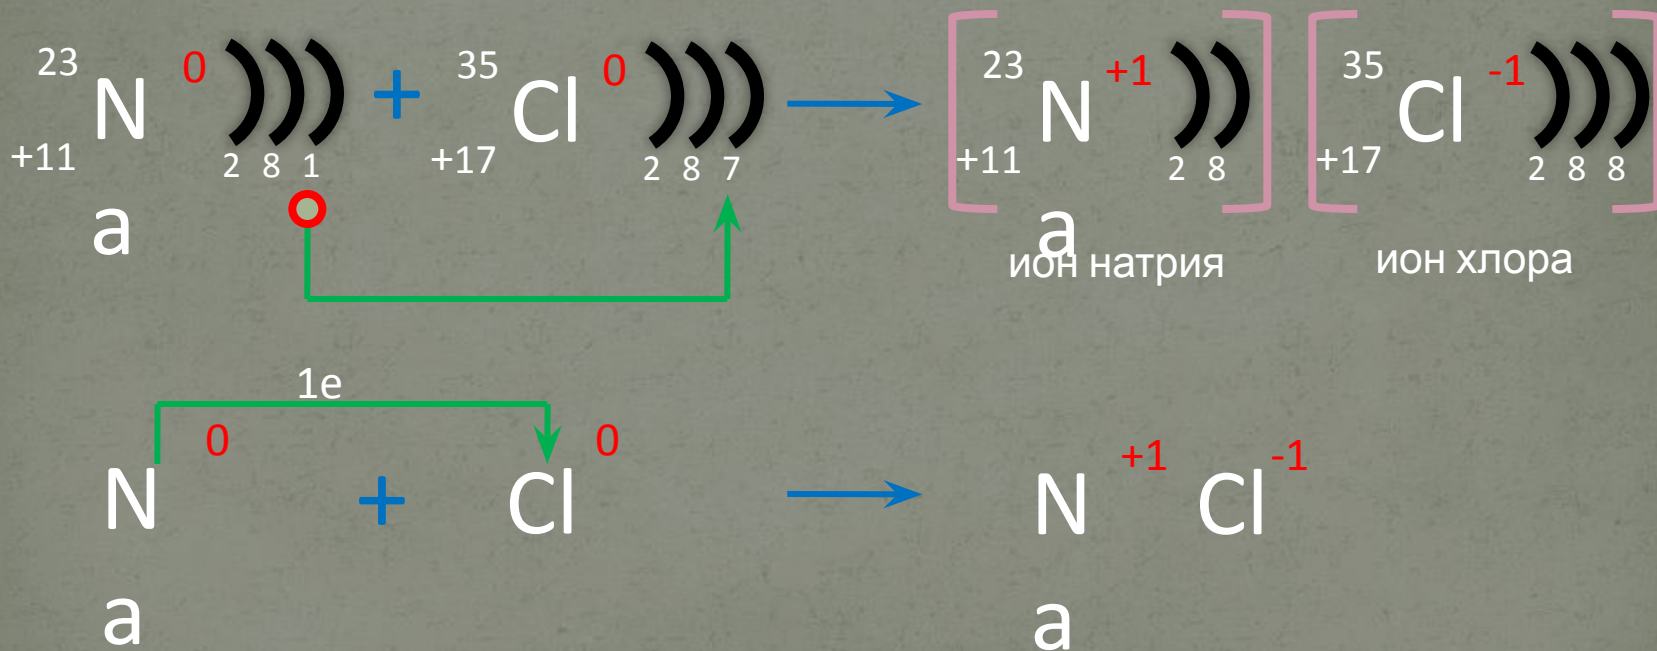 23 0 35 0 23 +1 35 -1
N + Cl → N Cl
+11 2 8 1 +17 2 8 7 +11 2 8 +17 2 8 8
a a
ион натрия ион хлора
1e
0 0 +1 -1
N + Cl → N Cl
a a